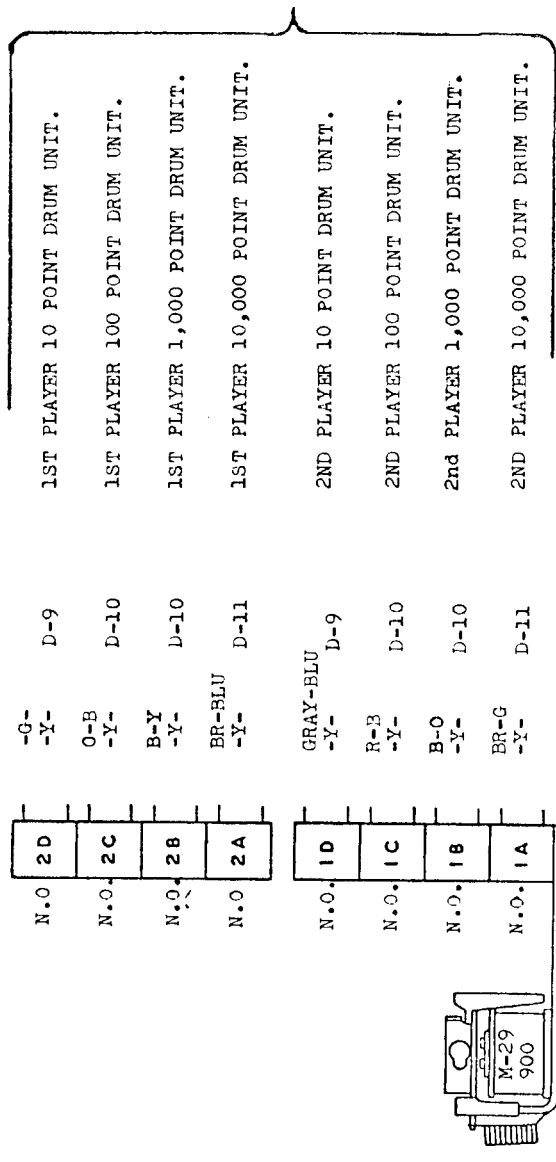 -G-
N.O 2D -Y- D-9 1ST PLAYER 10 POINT DRUM UNIT.
O-B
N.O. 2C -Y- D-10 1ST PLAYER 100 POINT DRUM UNIT.
B-Y
N.O. 2B -Y- D-10 1ST PLAYER 1,000 POINT DRUM UNIT.
BR-BLU
N.O 2A -Y- D-11 1ST PLAYER 10,000 POINT DRUM UNIT.
GRAY-BLU
N.O. 1D -Y- D-9 2ND PLAYER 10 POINT DRUM UNIT.
R-B
N.O. 1C -Y- D-10 2ND PLAYER 100 POINT DRUM UNIT.
B-O
N.O. 1B -Y- D-10 2nd PLAYER 1,000 POINT DRUM UNIT.
BR-G
N.O. 1A -Y- D-11 2ND PLAYER 10,000 POINT DRUM UNIT.
M-29
900